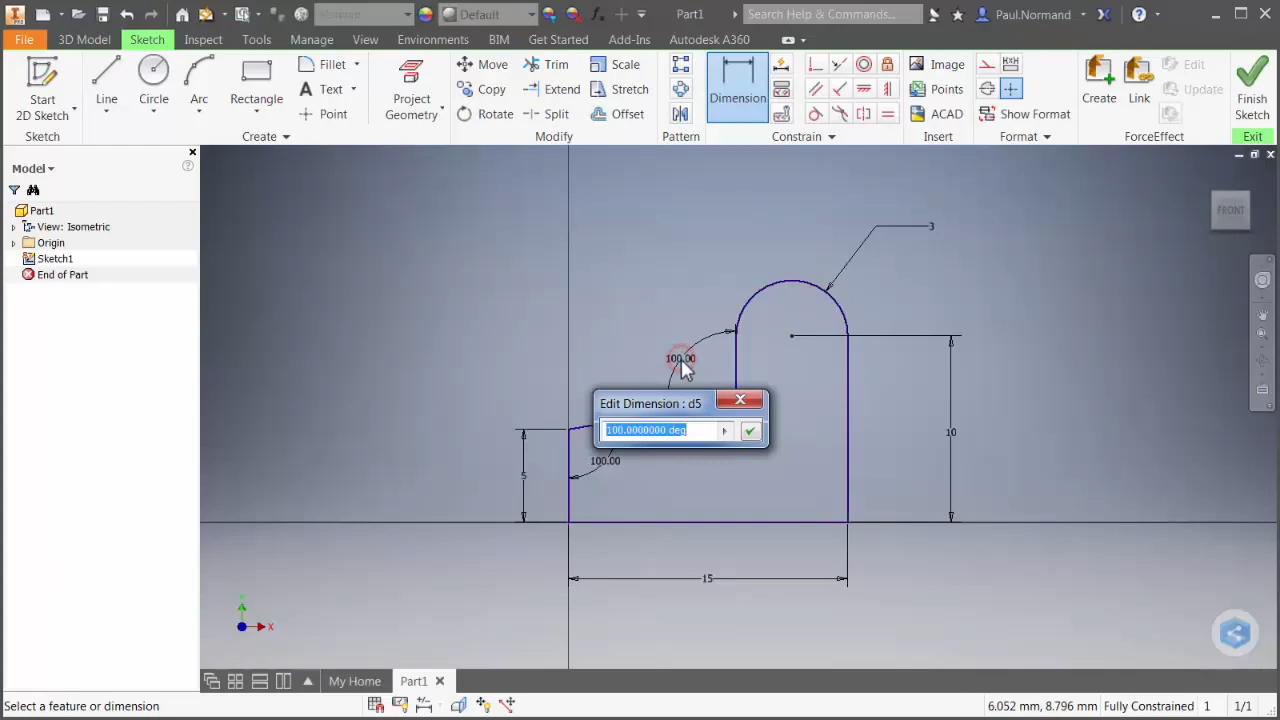 PRO
Material
Default
Part1
Search Help & Commands...
Paul.Normand
File
3D Model
Sketch
Inspect
Tools
Manage
View
Environments
BIM
Get Started
Add-Ins
Autodesk A360
Start
2D Sketch
Sketch
Line
Circle
Arc
Rectangle
Fillet
Text
Point
Create
Project
Geometry
Move
Copy
Rotate
Trim
Extend
Split
Scale
Stretch
Offset
Modify
Pattern
Dimension
Constrain
Image
Points
ACAD
Insert
Show Format
Format
Create
Link
Edit
Update
ForceEffect
Finish
Sketch
Exit
Model
Part1
View: Isometric
Origin
Sketch1
End of Part
FRONT
3
100.00
Edit Dimension : d5
100.0000000 deg
100.00
5
10
15
Y
X
My Home
Part1
Select a feature or dimension
6.052 mm, 8.796 mm
Fully Constrained
1
1/1